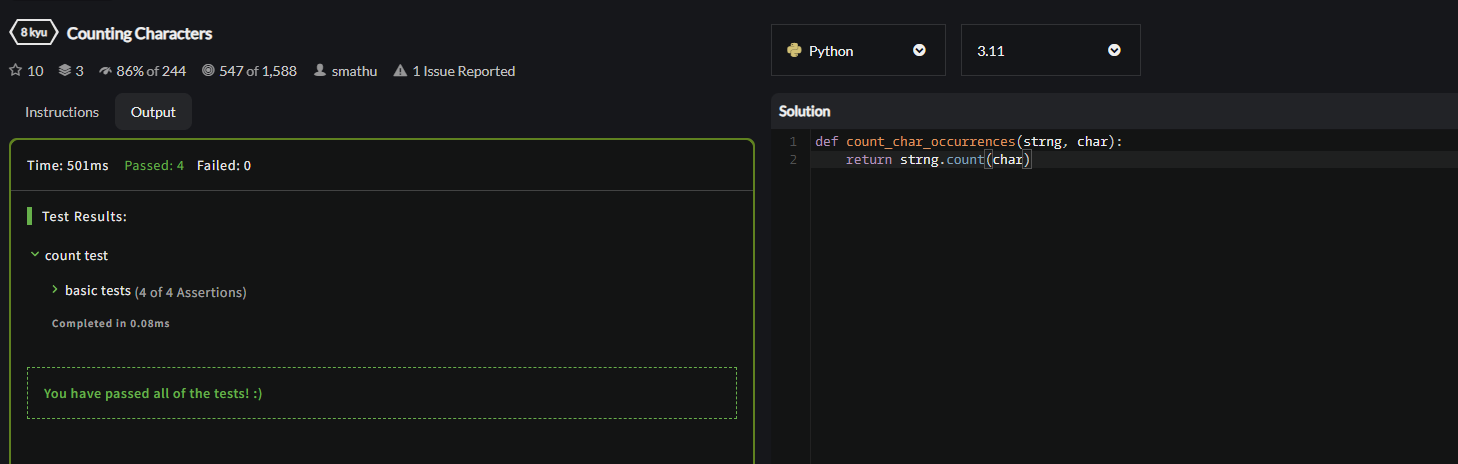 8 kyu Counting Characters
10 3 86% of 244 547 of 1,588 smathu 1 Issue Reported
Instructions Output
Time: 501ms Passed: 4 Failed: 0
Test Results:
count test
basic tests (4 of 4 Assertions)
Completed in 0.08ms
You have passed all of the tests! :)
Python 3.11
Solution
1 def count_char_occurrences(strng, char):
2     return strng.count(char)